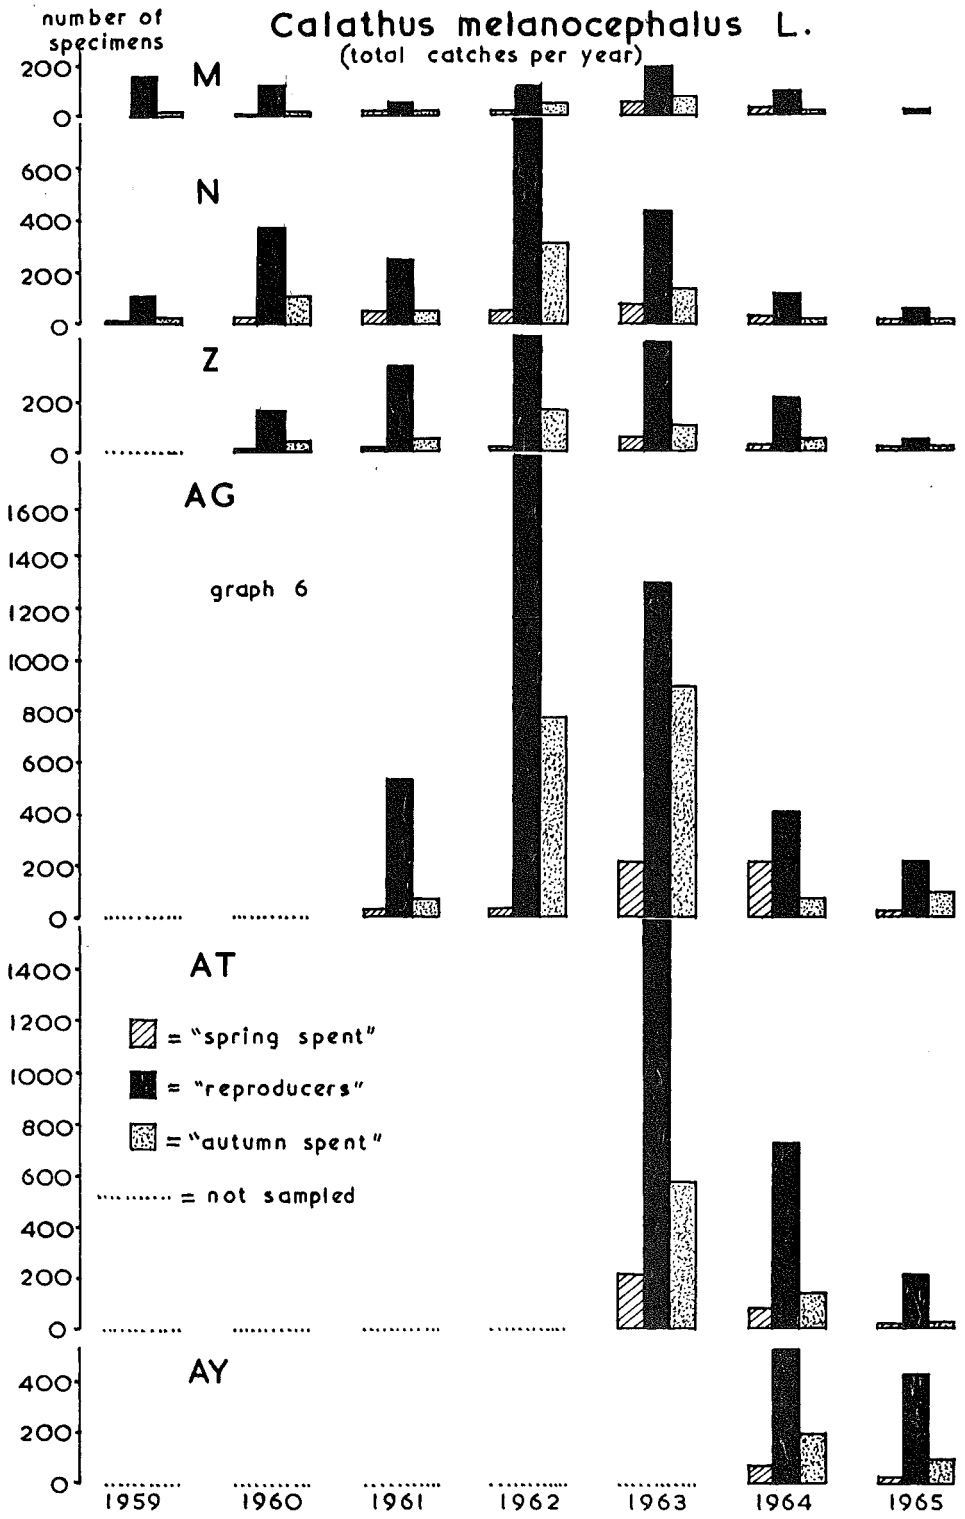 number of
specimens
Calathus melanocephalus L.
(total catches per year)
M
200
0
N
600
400
200
0
Z
200
0
AG
graph 6
1600
1400
1200
1000
800
600
400
200
0
AT
1400
1200
1000
800
600
400
200
0
= "spring spent"
= "reproducers"
= "autumn spent"
= not sampled
AY
400
200
0
1959 1960 1961 1962 1963 1964 1965